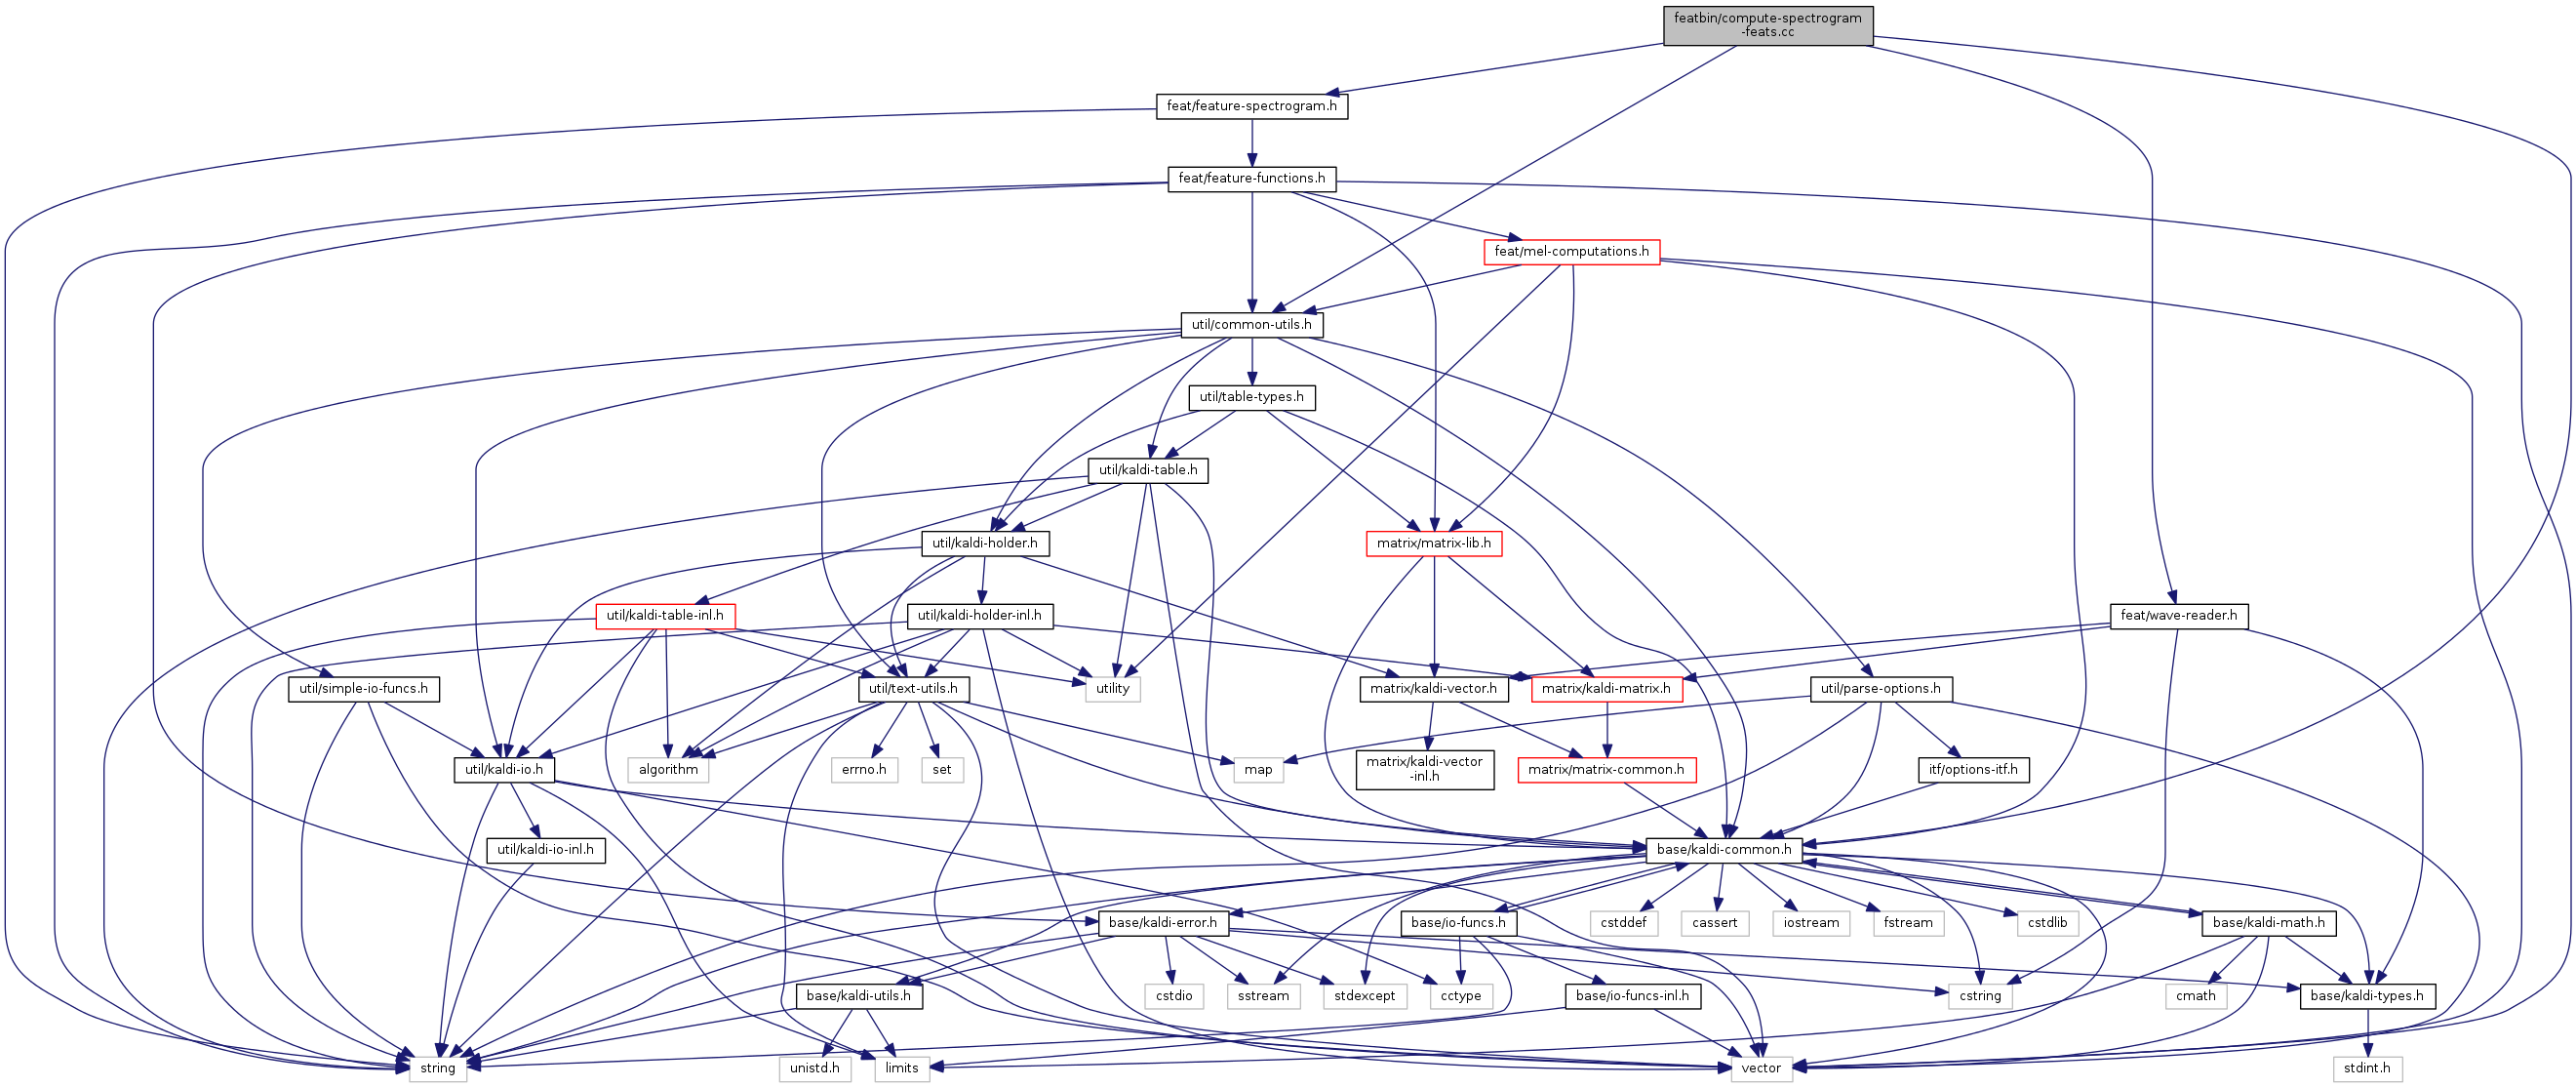 featbin/compute-spectrogram
-feats.cc
feat/feature-spectrogram.h
feat/feature-functions.h
feat/mel-computations.h
util/common-utils.h
util/table-types.h
util/kaldi-table.h
util/kaldi-holder.h
matrix/matrix-lib.h
util/kaldi-table-inl.h
util/kaldi-holder-inl.h
feat/wave-reader.h
util/simple-io-funcs.h
util/text-utils.h
utility
matrix/kaldi-vector.h
matrix/kaldi-matrix.h
util/parse-options.h
util/kaldi-io.h
algorithm
errno.h
set
map
matrix/kaldi-vector
-inl.h
matrix/matrix-common.h
itf/options-itf.h
util/kaldi-io-inl.h
base/kaldi-common.h
base/kaldi-error.h
base/io-funcs.h
cstddef
cassert
iostream
fstream
cstdlib
base/kaldi-math.h
base/kaldi-utils.h
cstdio
sstream
stdexcept
cctype
base/io-funcs-inl.h
cstring
cmath
base/kaldi-types.h
string
unistd.h
limits
vector
stdint.h